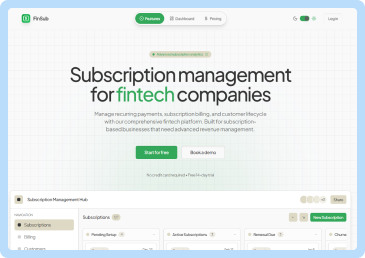 FinSub
Features
Dashboard
Pricing
Login
Subscription management
for fintech companies
Manage recurring payments, subscription billing, and customer lifecycle
with our comprehensive fintech platform. Built for subscription-
based businesses that need advanced revenue management.
Start for free
Book a demo
No credit card required • Free 14-day trial
Subscription Management Hub
Share
NAVIGATION
Subscriptions
Subscriptions
New Subscription
Billing
Customers
Pending Setup
Active Subscriptions
Renewal Due